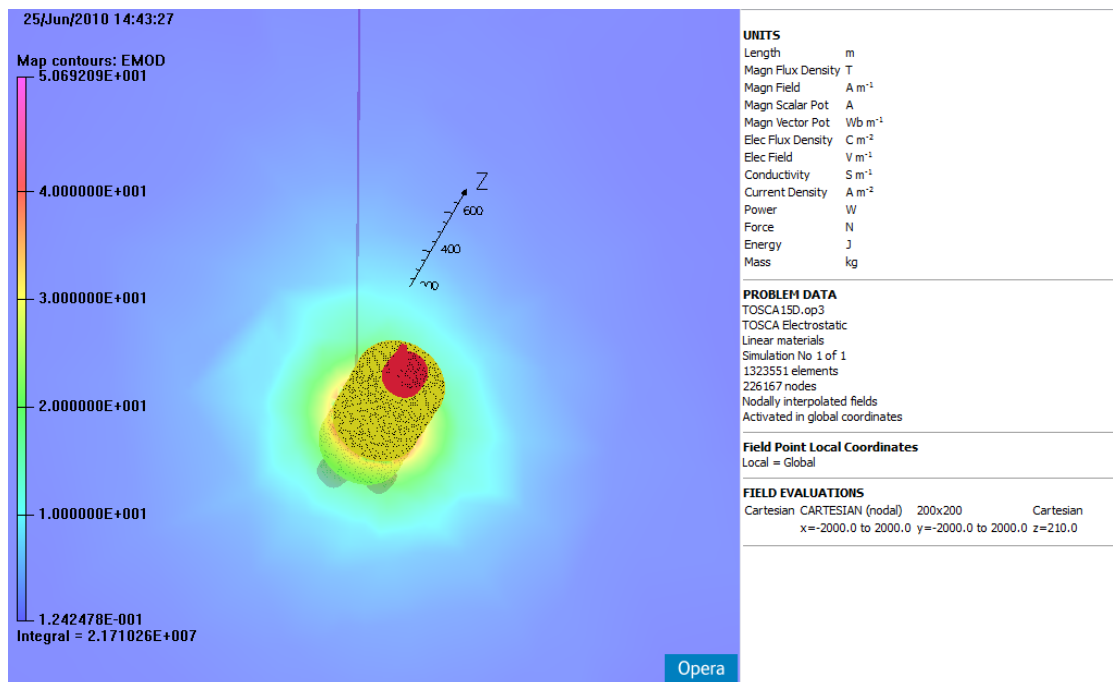 25/Jun/2010 14:43:27
Map contours: EMOD
5.069209E+001
4.000000E+001
3.000000E+001
2.000000E+001
1.000000E+001
1.242478E-001
Integral = 2.171026E+007
Z
600
400
Opera
UNITS
Length m
Magn Flux Density T
Magn Field A m⁻¹
Magn Scalar Pot A
Magn Vector Pot Wb m⁻¹
Elec Flux Density C m⁻²
Elec Field V m⁻¹
Conductivity S m⁻¹
Current Density A m⁻²
Power W
Force N
Energy J
Mass kg
PROBLEM DATA
TOSCA15D.op3
TOSCA Electrostatic
Linear materials
Simulation No 1 of 1
1323551 elements
226167 nodes
Nodally interpolated fields
Activated in global coordinates
Field Point Local Coordinates
Local = Global
FIELD EVALUATIONS
Cartesian CARTESIAN (nodal) 200x200 Cartesian
x=-2000.0 to 2000.0 y=-2000.0 to 2000.0 z=210.0